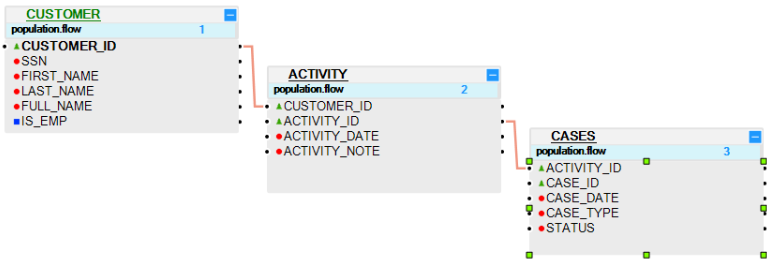 CUSTOMER
population.flow 1
CUSTOMER_ID
SSN
FIRST_NAME
LAST_NAME
FULL_NAME
IS_EMP
ACTIVITY
population.flow 2
CUSTOMER_ID
ACTIVITY_ID
ACTIVITY_DATE
ACTIVITY_NOTE
CASES
population.flow 3
ACTIVITY_ID
CASE_ID
CASE_DATE
CASE_TYPE
STATUS